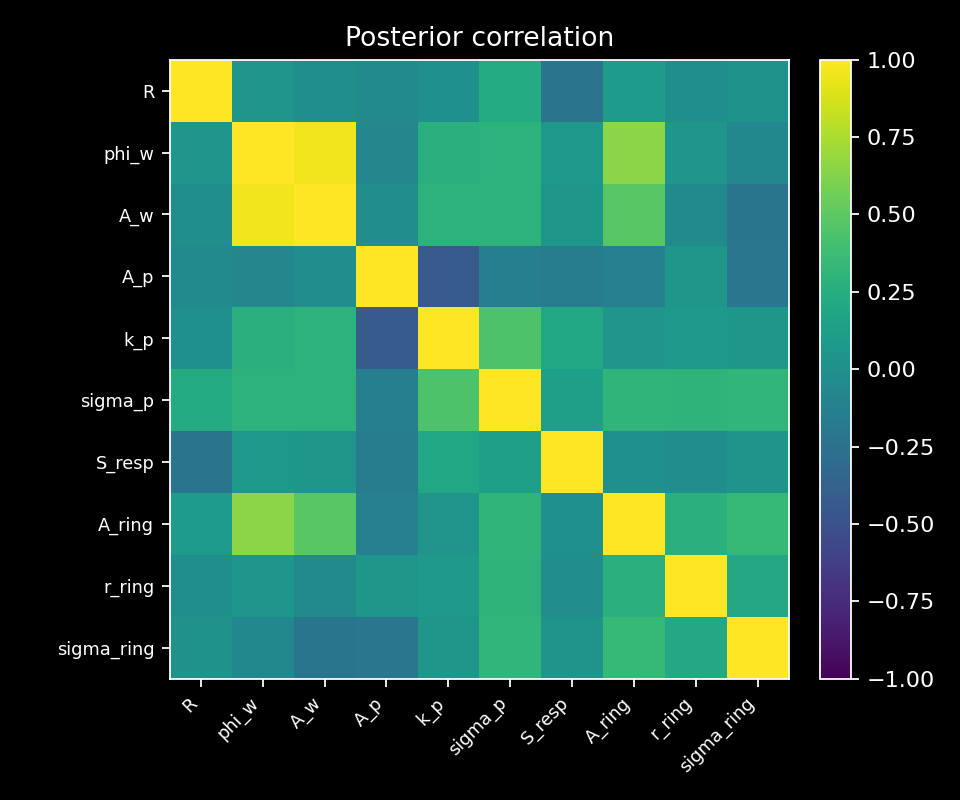 Posterior correlation
R
phi_w
A_w
A_p
k_p
sigma_p
S_resp
A_ring
r_ring
sigma_ring
R
phi_w
A_w
A_p
k_p
sigma_p
S_resp
A_ring
r_ring
sigma_ring
1.00
0.75
0.50
0.25
0.00
−0.25
−0.50
−0.75
−1.00